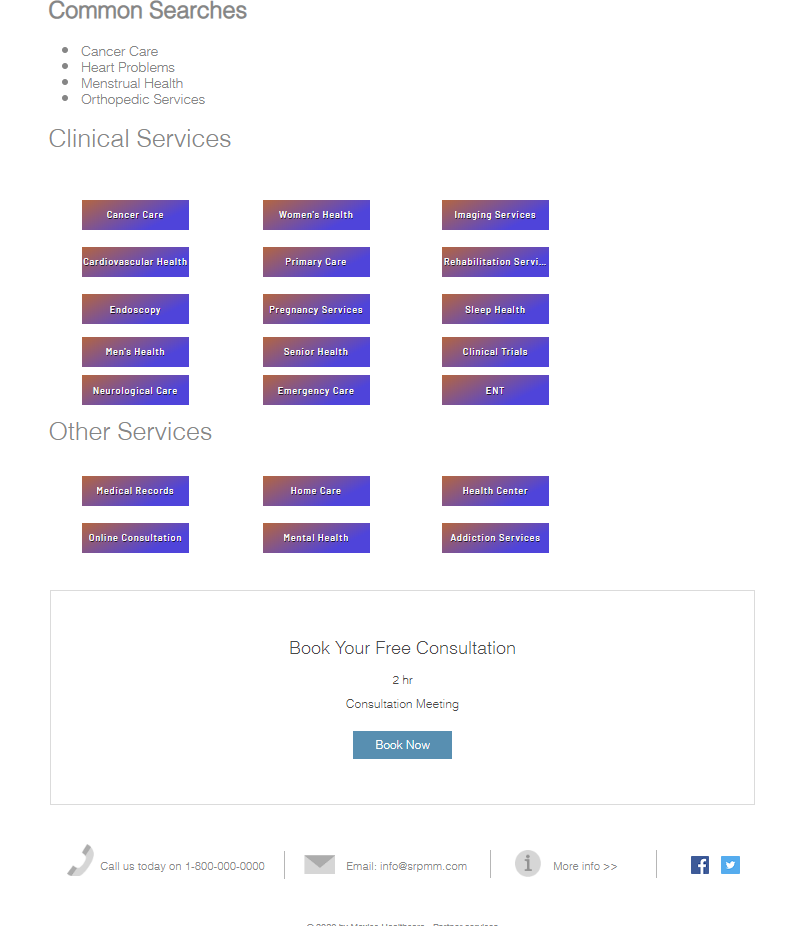 Common Searches
Cancer Care
Heart Problems
Menstrual Health
Orthopedic Services
Clinical Services
Cancer Care
Women's Health
Imaging Services
Cardiovascular Health
Primary Care
Rehabilitation Servi...
Endoscopy
Pregnancy Services
Sleep Health
Men's Health
Senior Health
Clinical Trials
Neurological Care
Emergency Care
ENT
Other Services
Medical Records
Home Care
Health Center
Online Consultation
Mental Health
Addiction Services
Book Your Free Consultation
2 hr
Consultation Meeting
Book Now
Call us today on 1-800-000-0000
Email: info@srpmm.com
More info >>